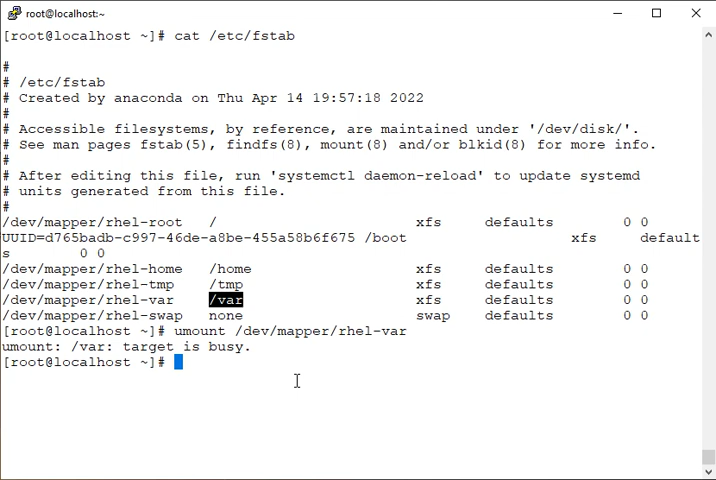 root@localhost:~
[root@localhost ~]# cat /etc/fstab
#
# /etc/fstab
# Created by anaconda on Thu Apr 14 19:57:18 2022
#
# Accessible filesystems, by reference, are maintained under '/dev/disk/'.
# See man pages fstab(5), findfs(8), mount(8) and/or blkid(8) for more info.
#
# After editing this file, run 'systemctl daemon-reload' to update systemd
# units generated from this file.
#
/dev/mapper/rhel-root   /                       xfs     defaults        0 0
UUID=d765badb-c997-46de-a8be-455a58b6f675 /boot                   xfs     default
s        0 0
/dev/mapper/rhel-home   /home                   xfs     defaults        0 0
/dev/mapper/rhel-tmp    /tmp                    xfs     defaults        0 0
/dev/mapper/rhel-var    /var                    xfs     defaults        0 0
/dev/mapper/rhel-swap   none                    swap    defaults        0 0
[root@localhost ~]# umount /dev/mapper/rhel-var
umount: /var: target is busy.
[root@localhost ~]#